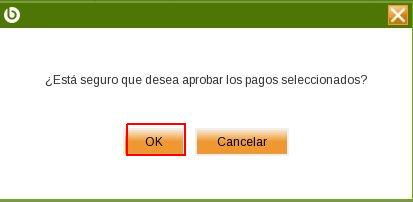 ¿Está seguro que desea aprobar los pagos seleccionados?
OK
Cancelar